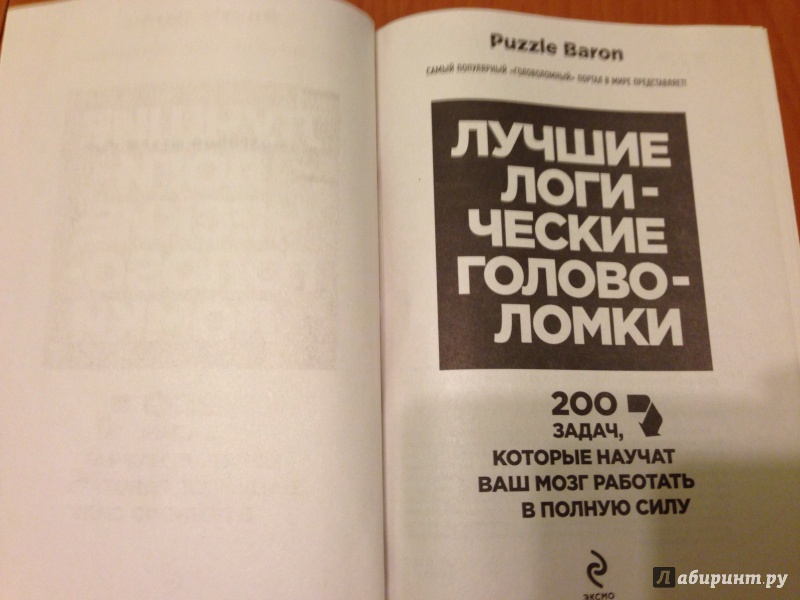 Puzzle Baron
САМЫЙ ПОПУЛЯРНЫЙ «ГОЛОВОЛОМНЫЙ» ПОРТАЛ В МИРЕ ПРЕДСТАВЛЯЕТ!
ЛУЧШИЕ
ЛОГИ-
ЧЕСКИЕ
ГОЛОВО-
ЛОМКИ
200
ЗАДАЧ,
КОТОРЫЕ НАУЧАТ
ВАШ МОЗГ РАБОТАТЬ
В ПОЛНУЮ СИЛУ
ЭКСМО
Лабиринт.ру